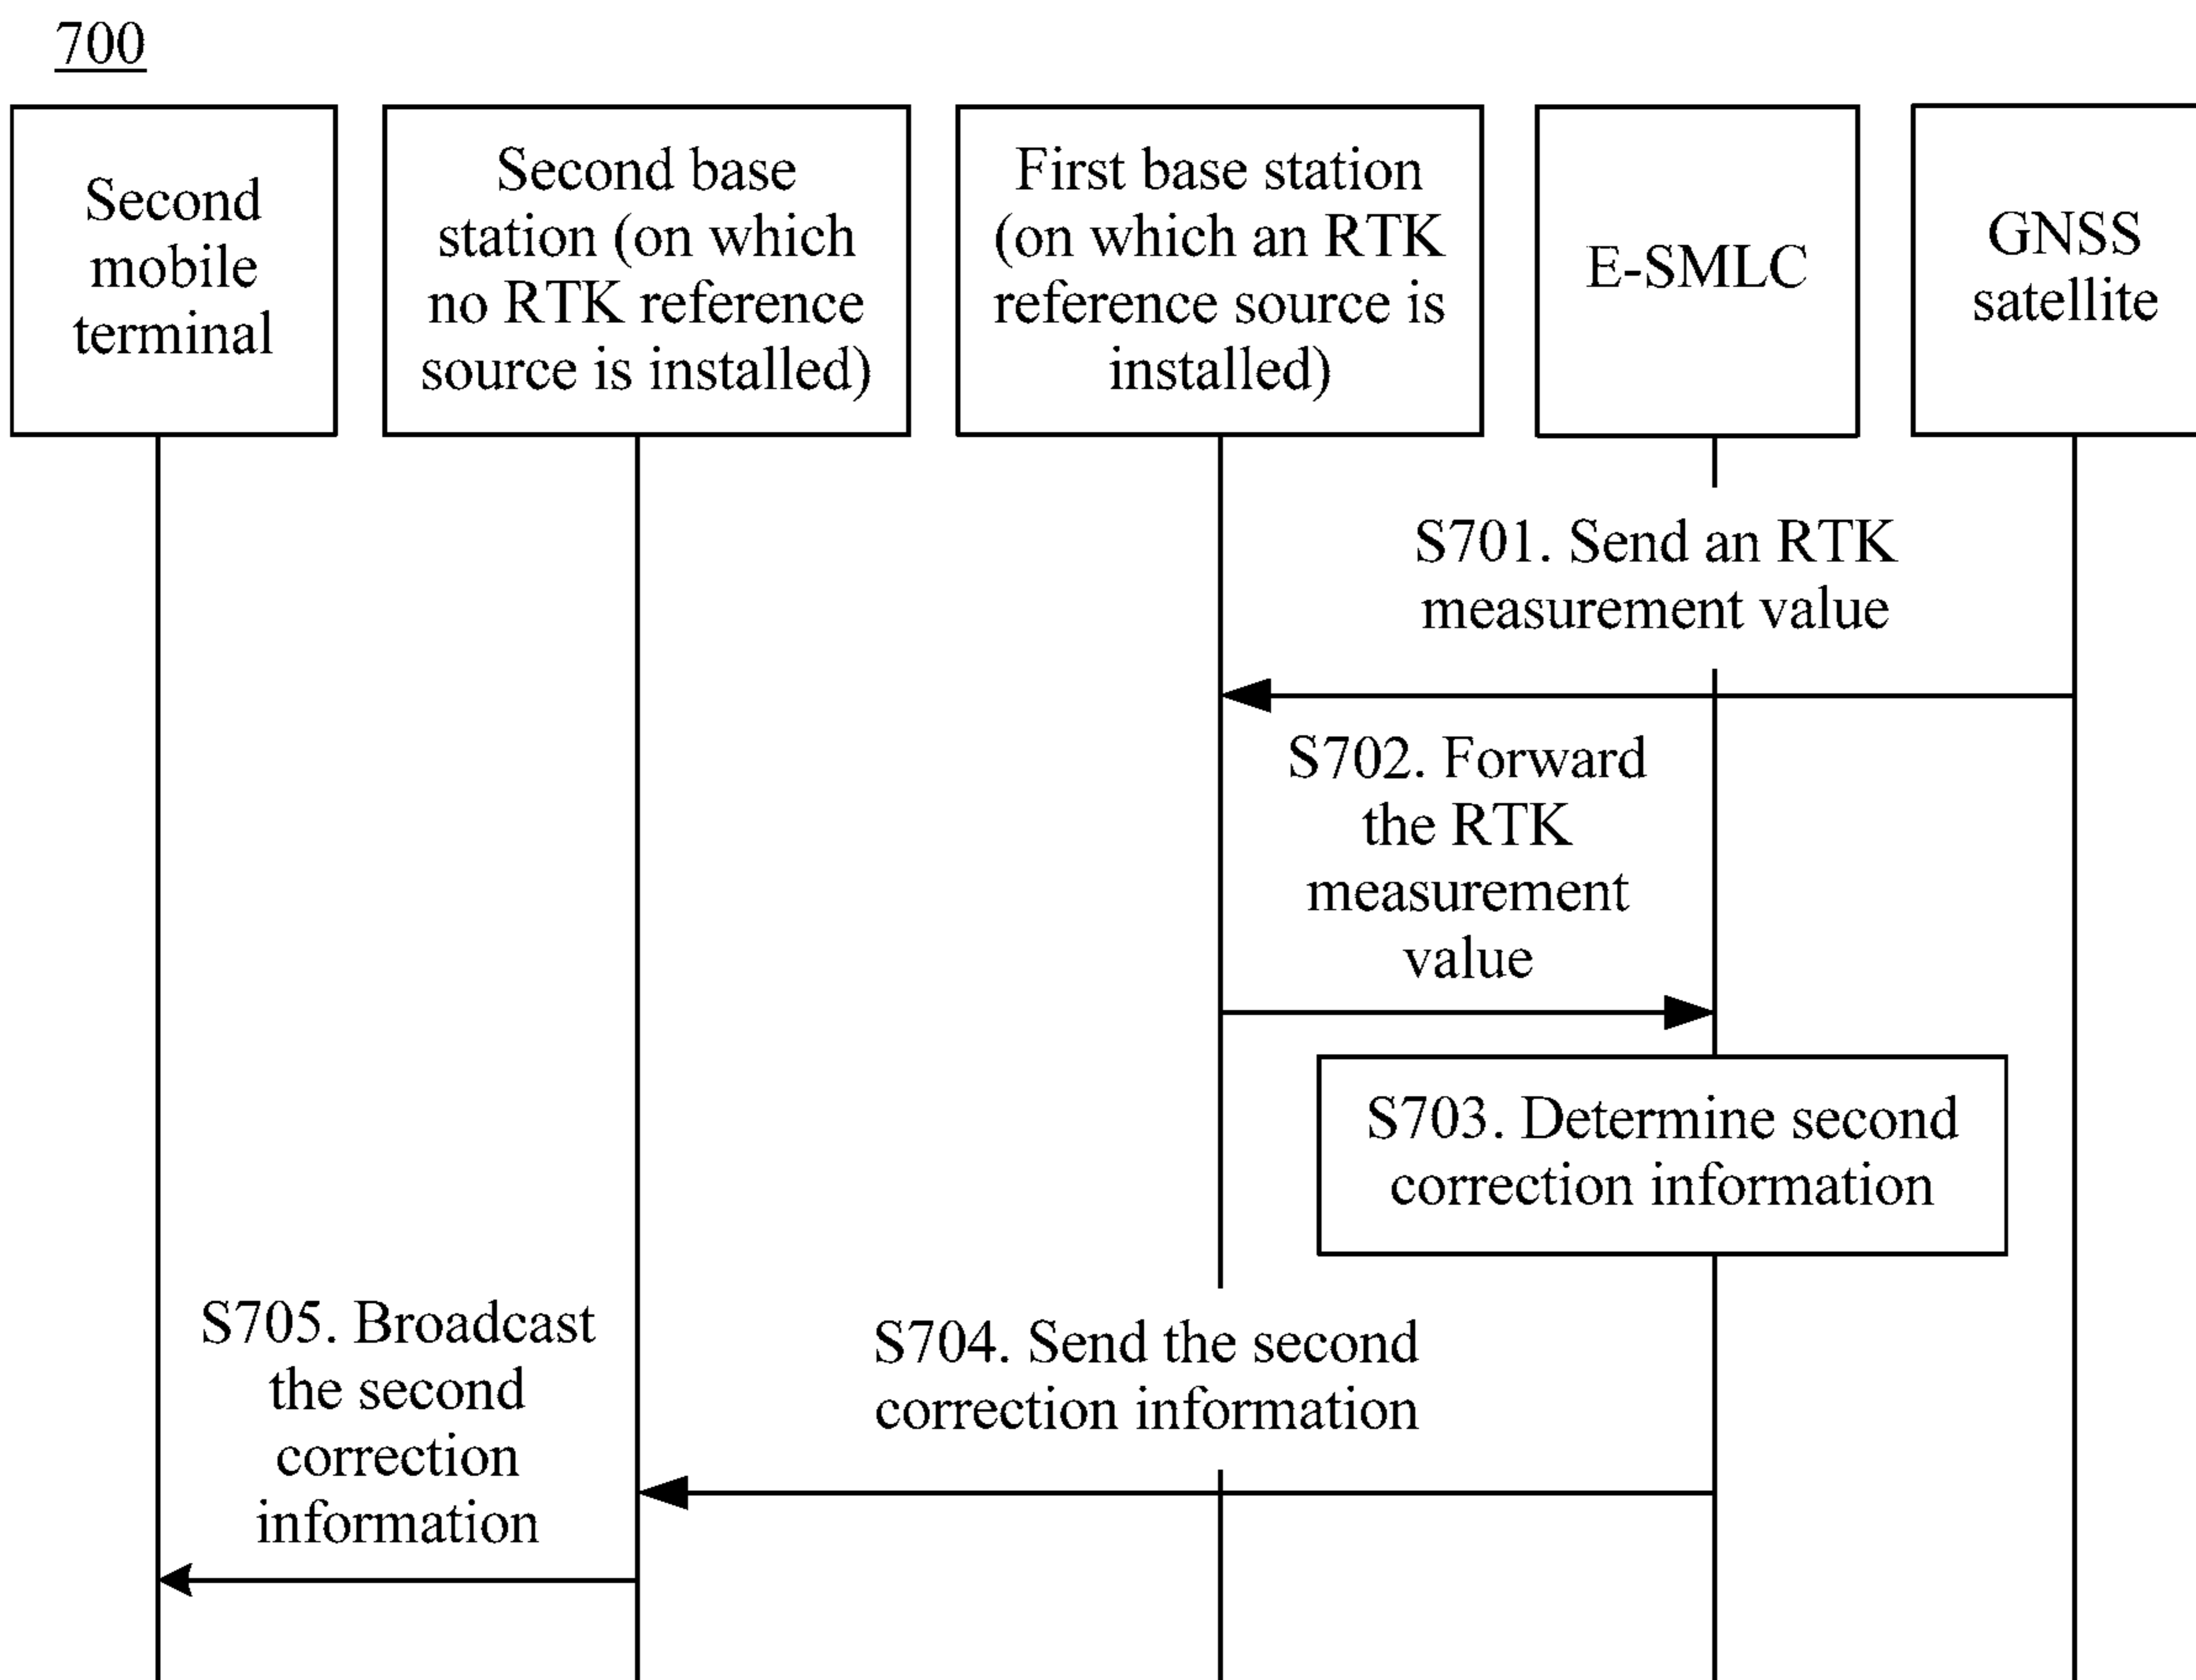 700
Second
mobile
terminal
Second base
station (on which
no RTK reference
source is installed)
First base station
(on which an RTK
reference source is
installed)
E-SMLC
GNSS
satellite
S701. Send an RTK
measurement value
S702. Forward
the RTK
measurement
value
S703. Determine second
correction information
S704. Send the second
correction information
S705. Broadcast
the second
correction
information